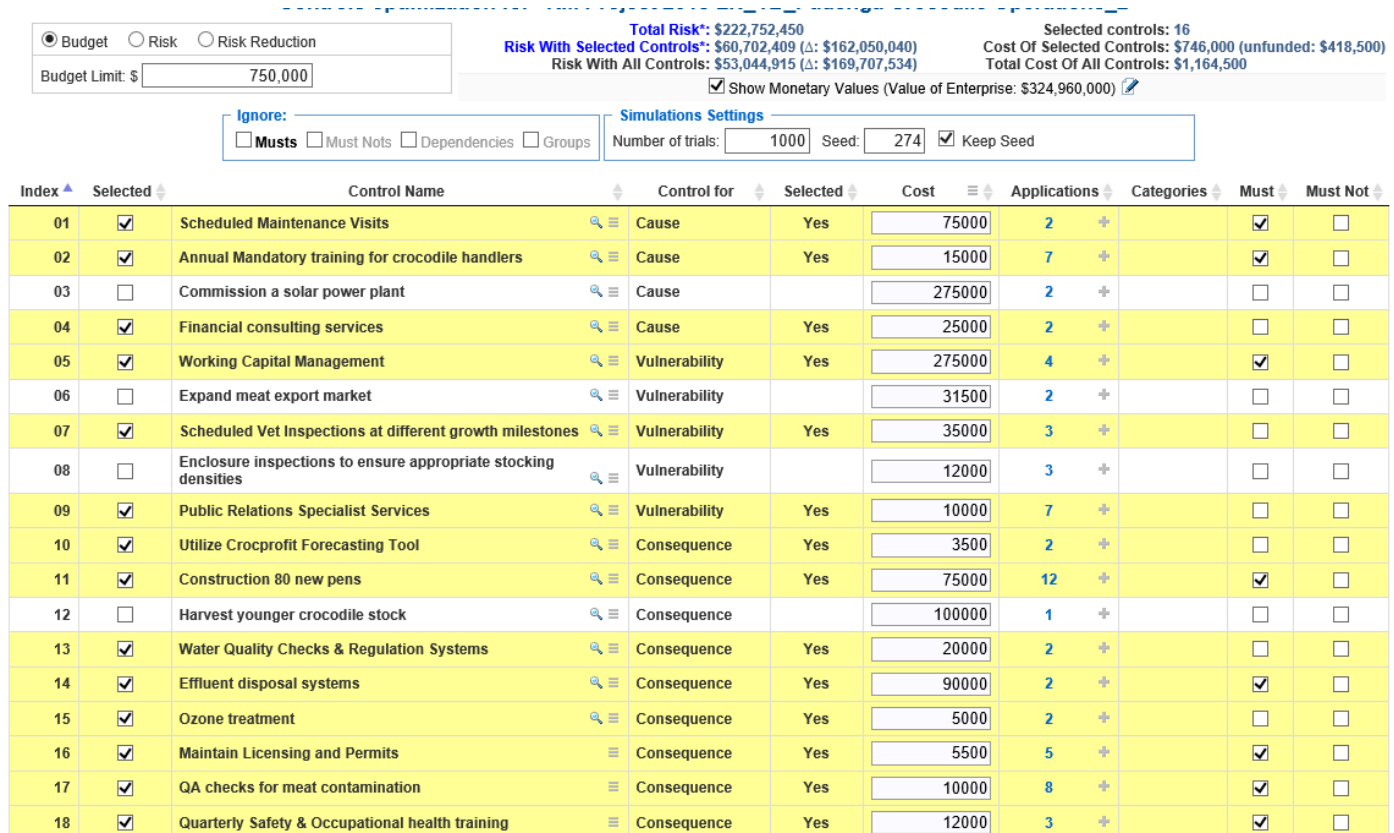 Budget Risk Risk Reduction
Budget Limit: $ 750,000
Total Risk*: $222,752,450
Risk With Selected Controls*: $60,702,409 (Δ: $162,050,040)
Risk With All Controls: $53,044,915 (Δ: $169,707,534)
Selected controls: 16
Cost Of Selected Controls: $746,000 (unfunded: $418,500)
Total Cost Of All Controls: $1,164,500
Show Monetary Values (Value of Enterprise: $324,960,000)
Ignore:
Musts Must Nots Dependencies Groups
Simulations Settings
Number of trials: 1000 Seed: 274 Keep Seed
Index Selected Control Name Control for Selected Cost Applications Categories Must Must Not
01 Scheduled Maintenance Visits Cause Yes 75000 2
02 Annual Mandatory training for crocodile handlers Cause Yes 15000 7
03 Commission a solar power plant Cause 275000 2
04 Financial consulting services Cause Yes 25000 2
05 Working Capital Management Vulnerability Yes 275000 4
06 Expand meat export market Vulnerability 31500 2
07 Scheduled Vet Inspections at different growth milestones Vulnerability Yes 35000 3
08 Enclosure inspections to ensure appropriate stocking
densities Vulnerability 12000 3
09 Public Relations Specialist Services Vulnerability Yes 10000 7
10 Utilize Crocprofit Forecasting Tool Consequence Yes 3500 2
11 Construction 80 new pens Consequence Yes 75000 12
12 Harvest younger crocodile stock Consequence 100000 1
13 Water Quality Checks & Regulation Systems Consequence Yes 20000 2
14 Effluent disposal systems Consequence Yes 90000 2
15 Ozone treatment Consequence Yes 5000 2
16 Maintain Licensing and Permits Consequence Yes 5500 5
17 QA checks for meat contamination Consequence Yes 10000 8
18 Quarterly Safety & Occupational health training Consequence Yes 12000 3